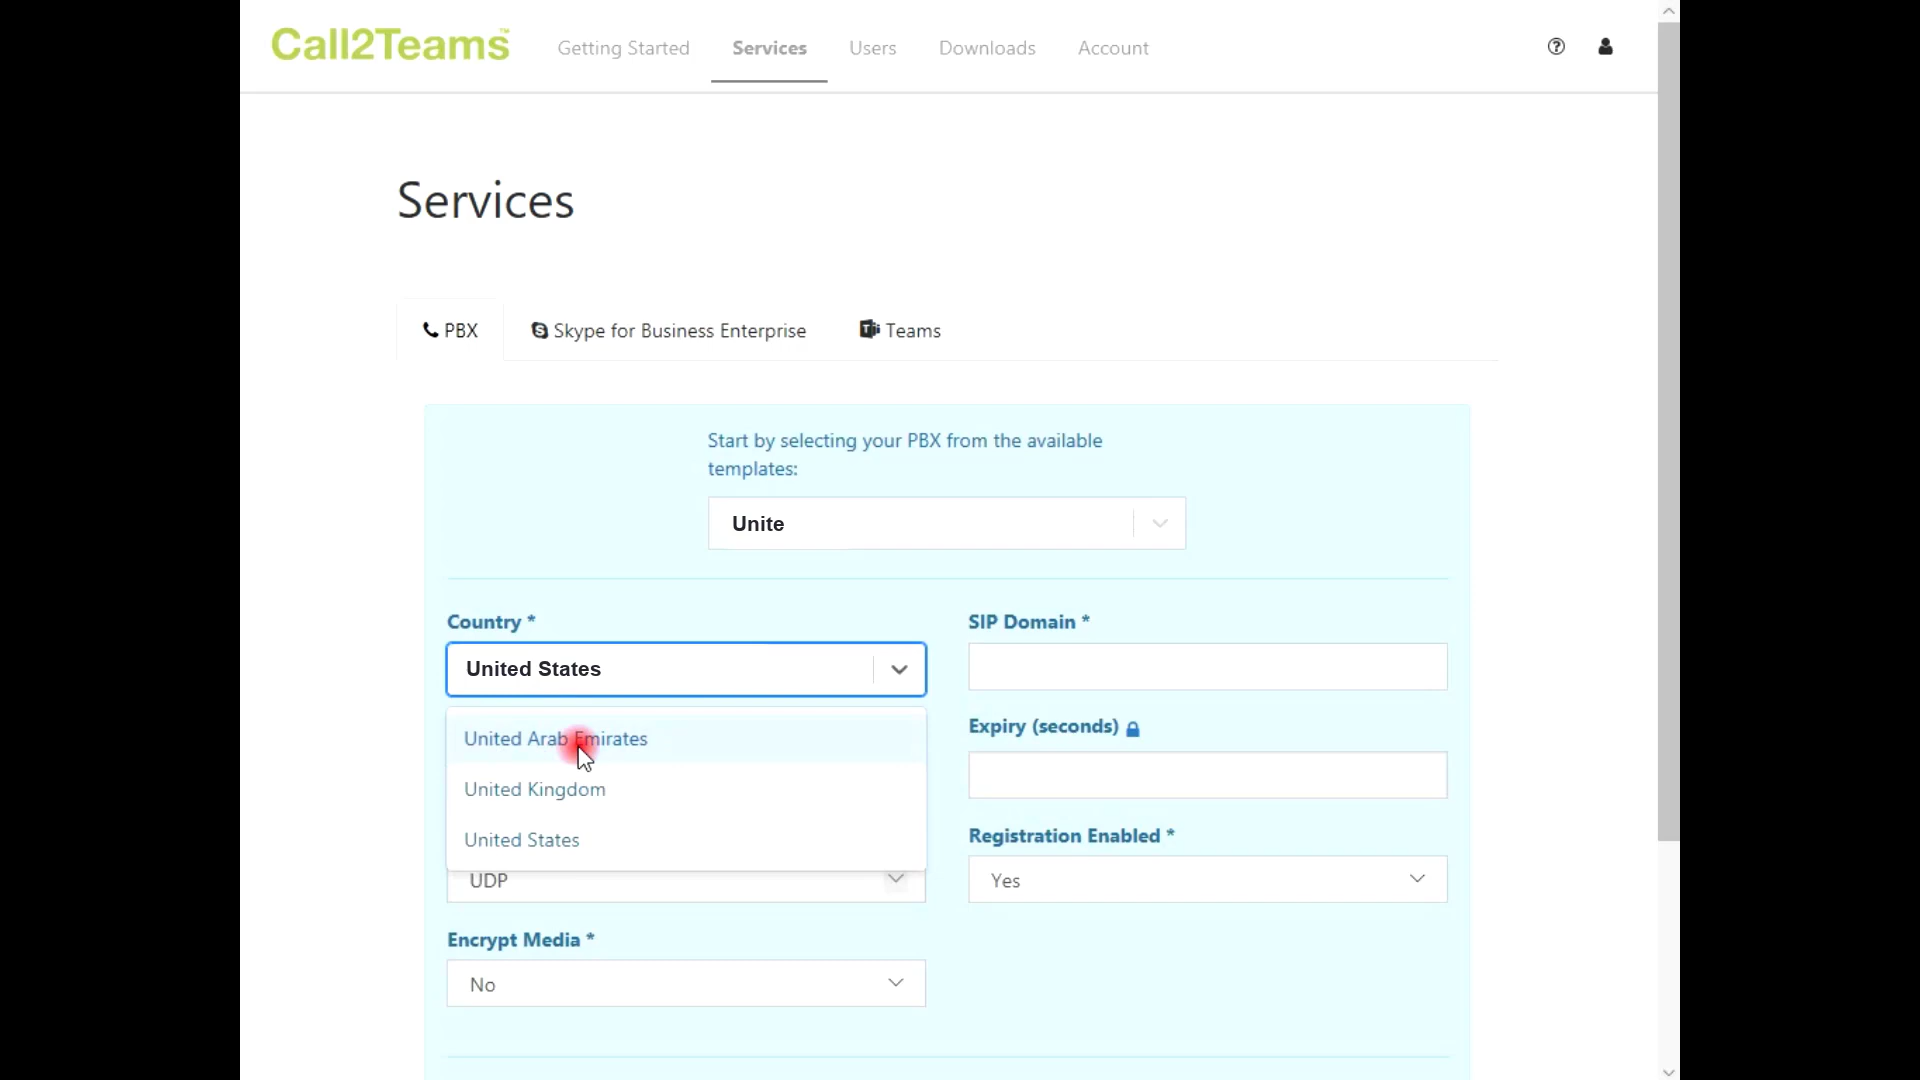 Call2Teams™ Getting Started Services Users Downloads Account
Services
PBX Skype for Business Enterprise Teams
Start by selecting your PBX from the available
templates:
Unite
Country *
United States
United Arab Emirates
United Kingdom
United States
UDP
Encrypt Media *
No
SIP Domain *
Expiry (seconds)
Registration Enabled *
Yes